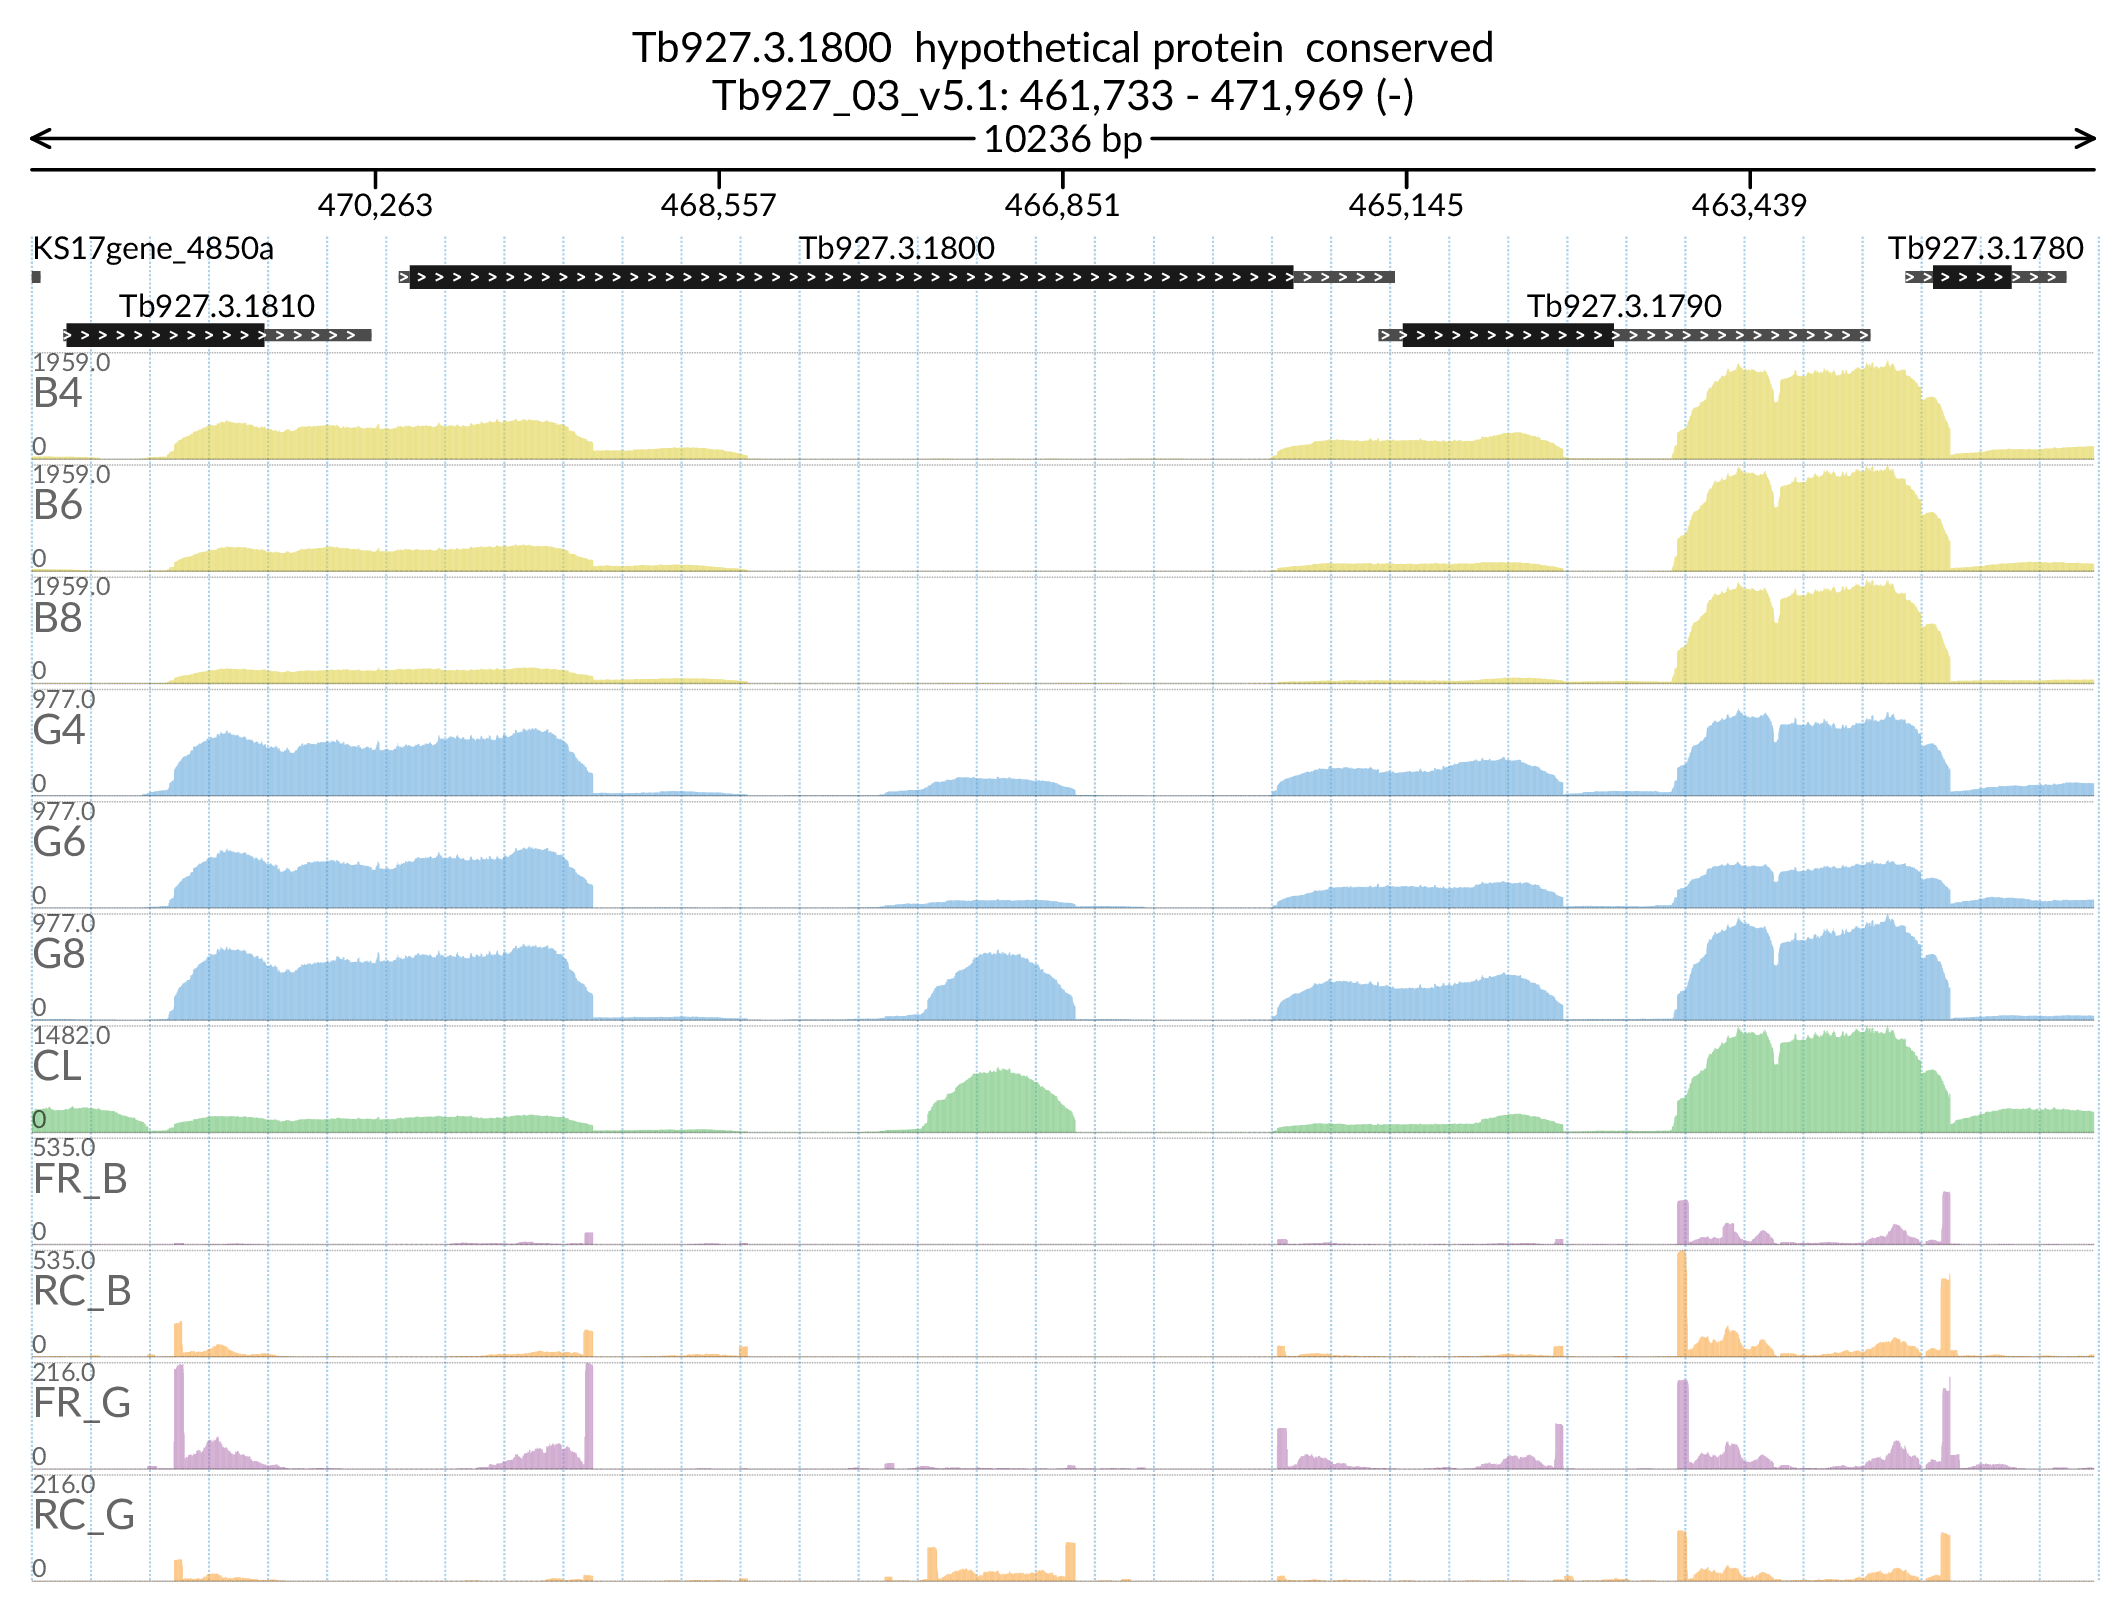 Tb927.3.1800  hypothetical protein  conserved
Tb927_03_v5.1: 461,733 - 471,969 (-)
10236 bp
470,263 468,557 466,851 465,145 463,439
KS17gene_4850a Tb927.3.1800 Tb927.3.1780
Tb927.3.1810 Tb927.3.1790
1959.0
B4
0
1959.0
B6
0
1959.0
B8
0
977.0
G4
0
977.0
G6
0
977.0
G8
0
1482.0
CL
0
535.0
FR_B
0
535.0
RC_B
0
216.0
FR_G
0
216.0
RC_G
0